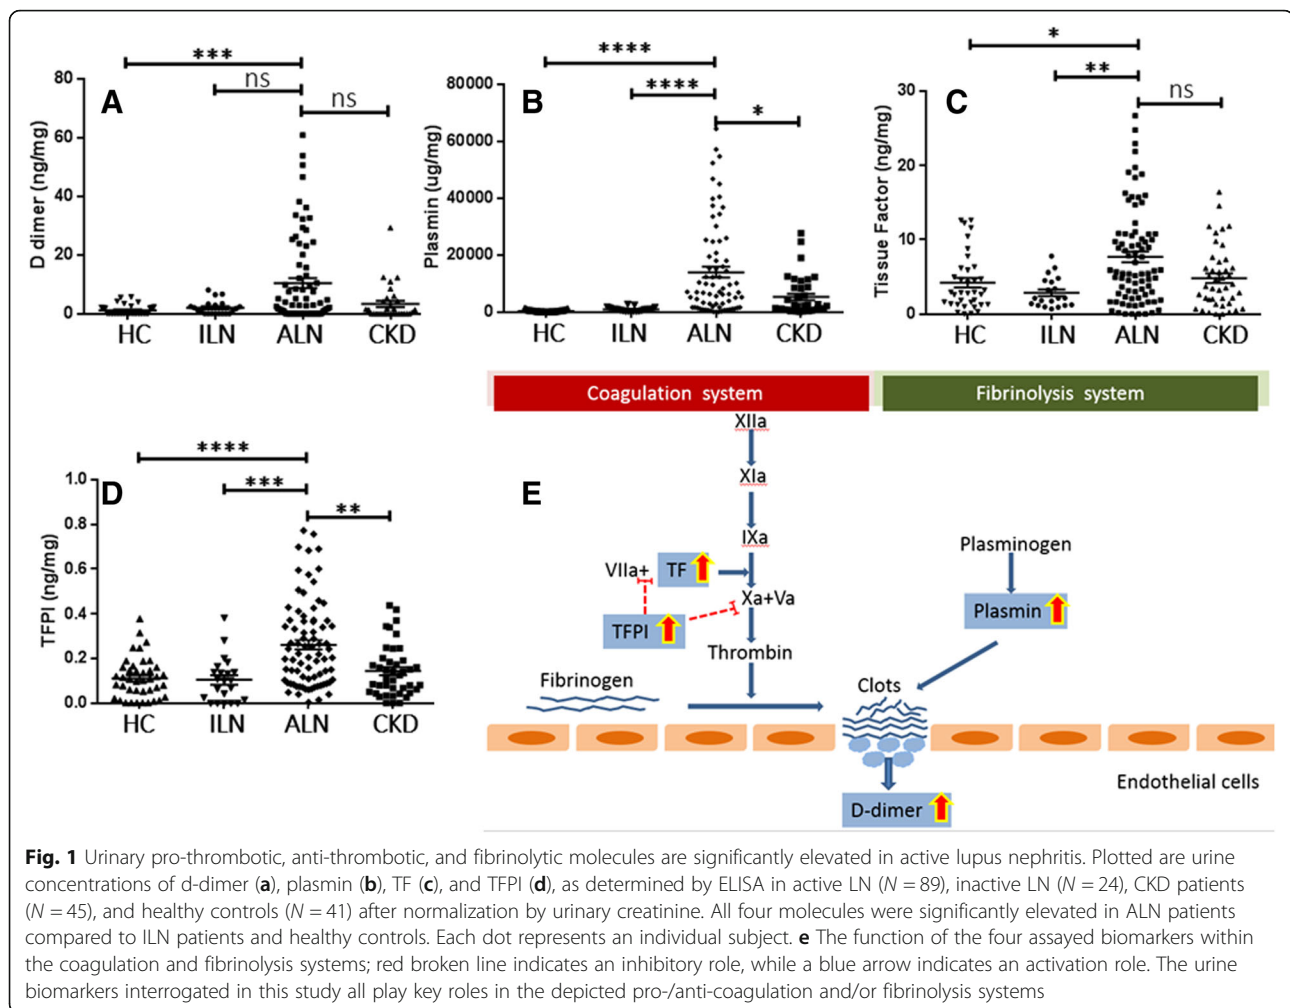 ***
ns
ns
A
D dimer (ng/mg)
80
60
40
20
0
HC ILN ALN CKD
****
****
*
B
Plasmin (ug/mg)
80000
60000
40000
20000
0
HC ILN ALN CKD
*
**
ns
C
Tissue Factor (ng/mg)
30
20
10
0
HC ILN ALN CKD
****
***
**
D
TFPI (ng/mg)
1.0
0.8
0.6
0.4
0.2
0.0
HC ILN ALN CKD
E
Coagulation system
Fibrinolysis system
XIIa
XIa
IXa
VIIa+ TF
Xa+Va
TFPI
Thrombin
Fibrinogen
Plasminogen
Plasmin
Clots
Endothelial cells
D-dimer
Fig. 1 Urinary pro-thrombotic, anti-thrombotic, and fibrinolytic molecules are significantly elevated in active lupus nephritis. Plotted are urine
concentrations of d-dimer (a), plasmin (b), TF (c), and TFPI (d), as determined by ELISA in active LN (N = 89), inactive LN (N = 24), CKD patients
(N = 45), and healthy controls (N = 41) after normalization by urinary creatinine. All four molecules were significantly elevated in ALN patients
compared to ILN patients and healthy controls. Each dot represents an individual subject. e The function of the four assayed biomarkers within
the coagulation and fibrinolysis systems; red broken line indicates an inhibitory role, while a blue arrow indicates an activation role. The urine
biomarkers interrogated in this study all play key roles in the depicted pro-/anti-coagulation and/or fibrinolysis systems